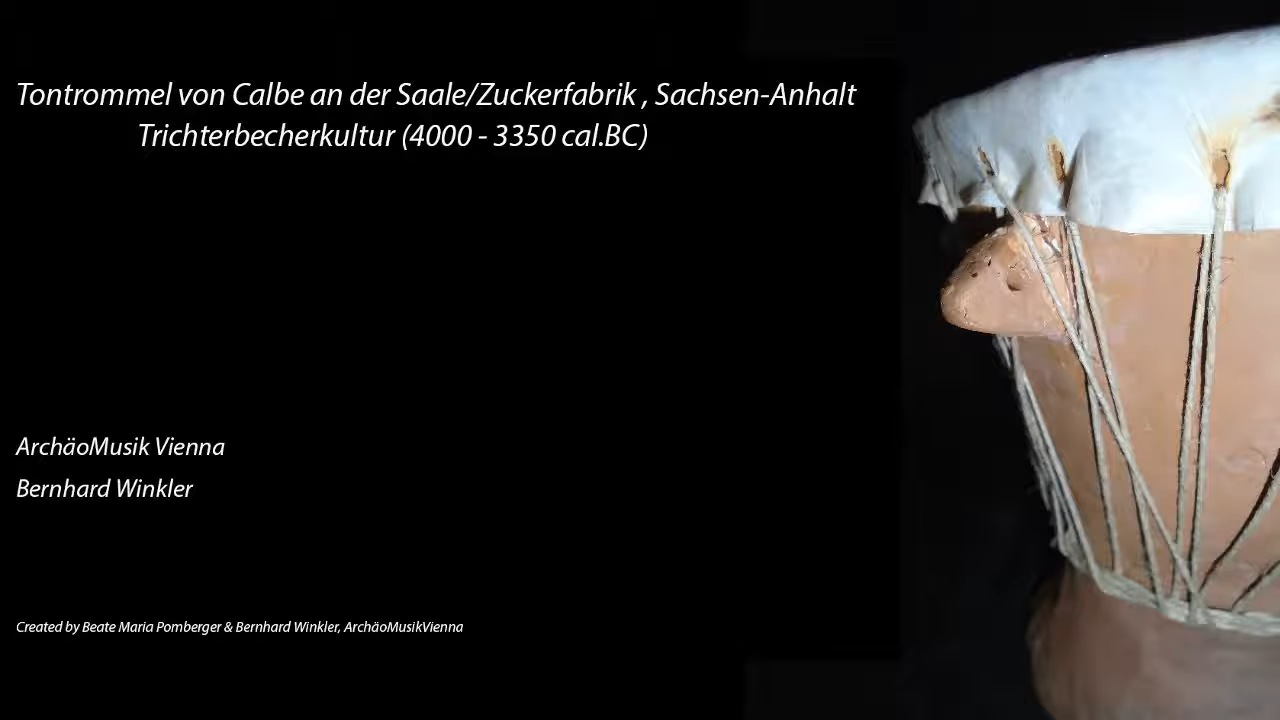 Tontrommel von Calbe an der Saale/Zuckerfabrik , Sachsen-Anhalt
Trichterbecherkultur (4000 - 3350 cal.BC)
ArchäoMusik Vienna
Bernhard Winkler
Created by Beate Maria Pomberger & Bernhard Winkler, ArchäoMusikVienna